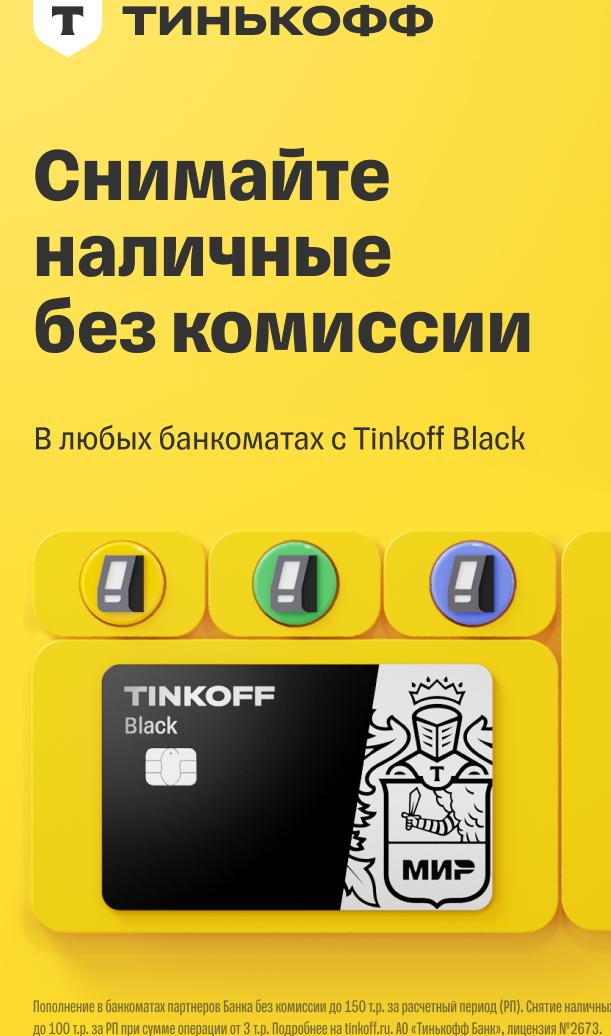 Т ТИНЬКОФФ
Снимайте
наличные
без комиссии
В любых банкоматах с Tinkoff Black
TINKOFF
Black
Т
МИР
Пополнение в банкоматах партнеров Банка без комиссии до 150 т.р. за расчетный период (РП). Снятие наличных
до 100 т.р. за РП при сумме операции от 3 т.р. Подробнее на tinkoff.ru. АО «Тинькофф Банк», лицензия №2673.